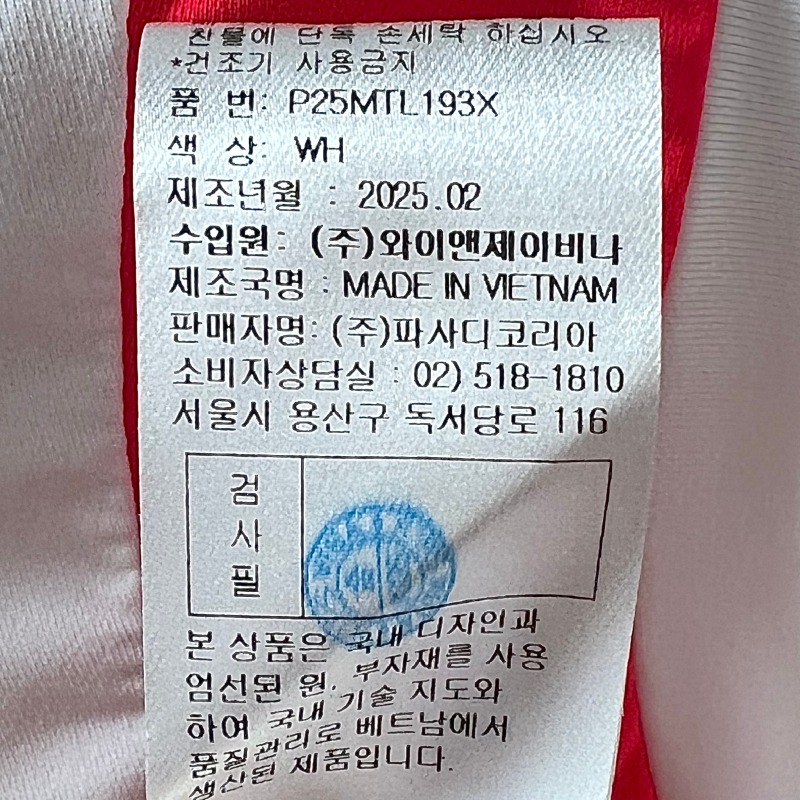 찬물에 단독 손세탁 하십시오
*건조기 사용금지
품 번: P25MTL193X
색 상: WH
제조년월 : 2025.02
수입원: (주)와이앤제이비나
제조국명 : MADE IN VIETNAM
판매자명: (주)파사디코리아
소비자상담실 : 02) 518-1810
서울시 용산구 독서당로 116
검
사
필
본 상품은 국내 디자인과
엄선된 원, 부자재를 사용
하여 국내 기술 지도와
품질관리로 베트남에서
생산된 제품입니다.